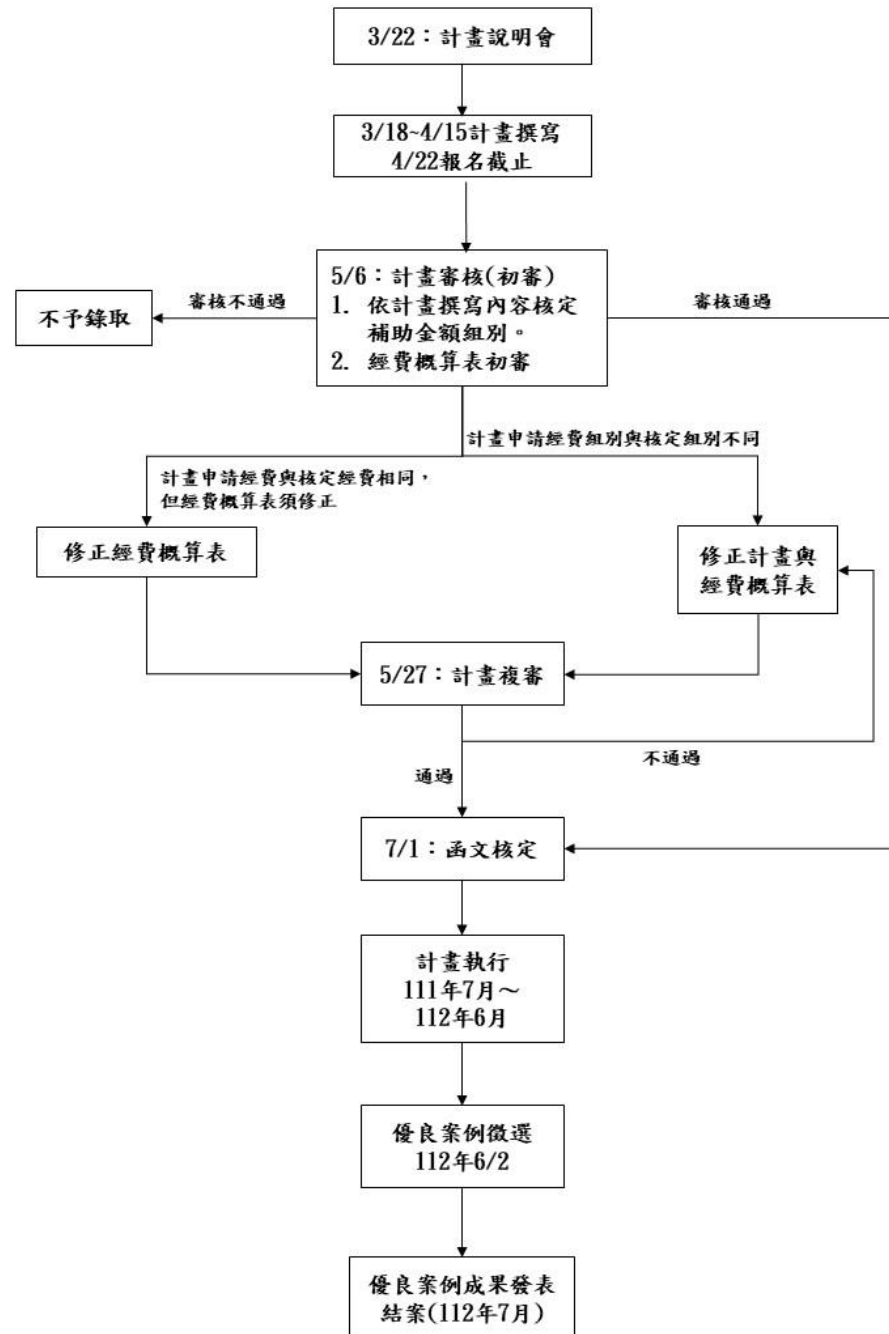 3/22：計畫說明會
3/18~4/15計畫撰寫
4/22報名截止
5/6：計畫審核(初審)
1. 依計畫撰寫內容核定
補助金額組別。
2. 經費概算表初審
審核不通過
不予錄取
審核通過
計畫申請經費組別與核定組別不同
計畫申請經費與核定經費相同，
但經費概算表須修正
修正經費概算表
修正計畫與
經費概算表
5/27：計畫複審
不通過
通過
7/1：函文核定
計畫執行
111年7月～
112年6月
優良案例徵選
112年6/2
優良案例成果發表
結案(112年7月)